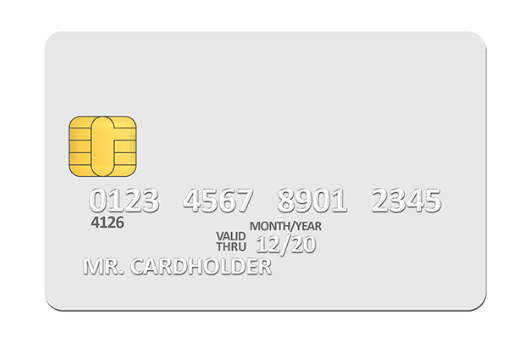 0123 4567 8901 2345
4126
MONTH/YEAR
VALID THRU 12/20
MR. CARDHOLDER